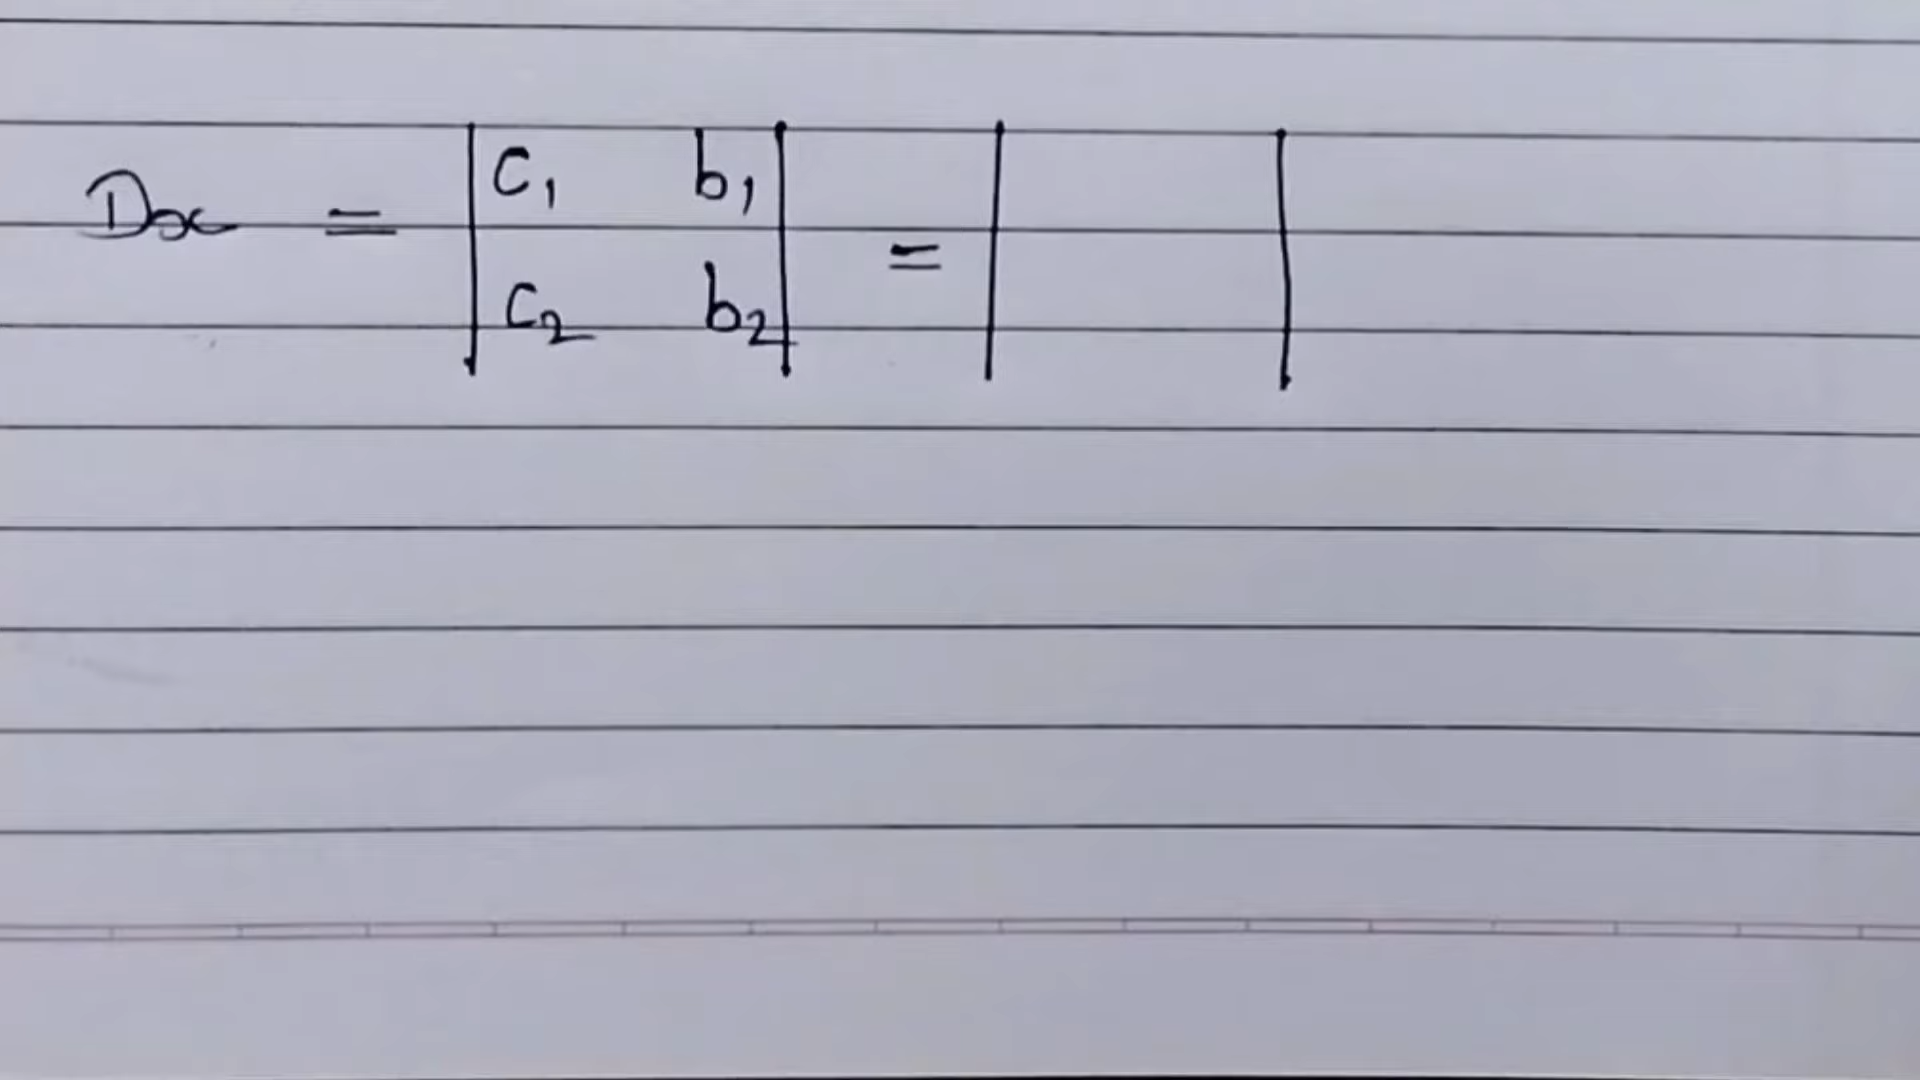 Dx = | c₁ b₁ | = | |
| c₂ b₂ |